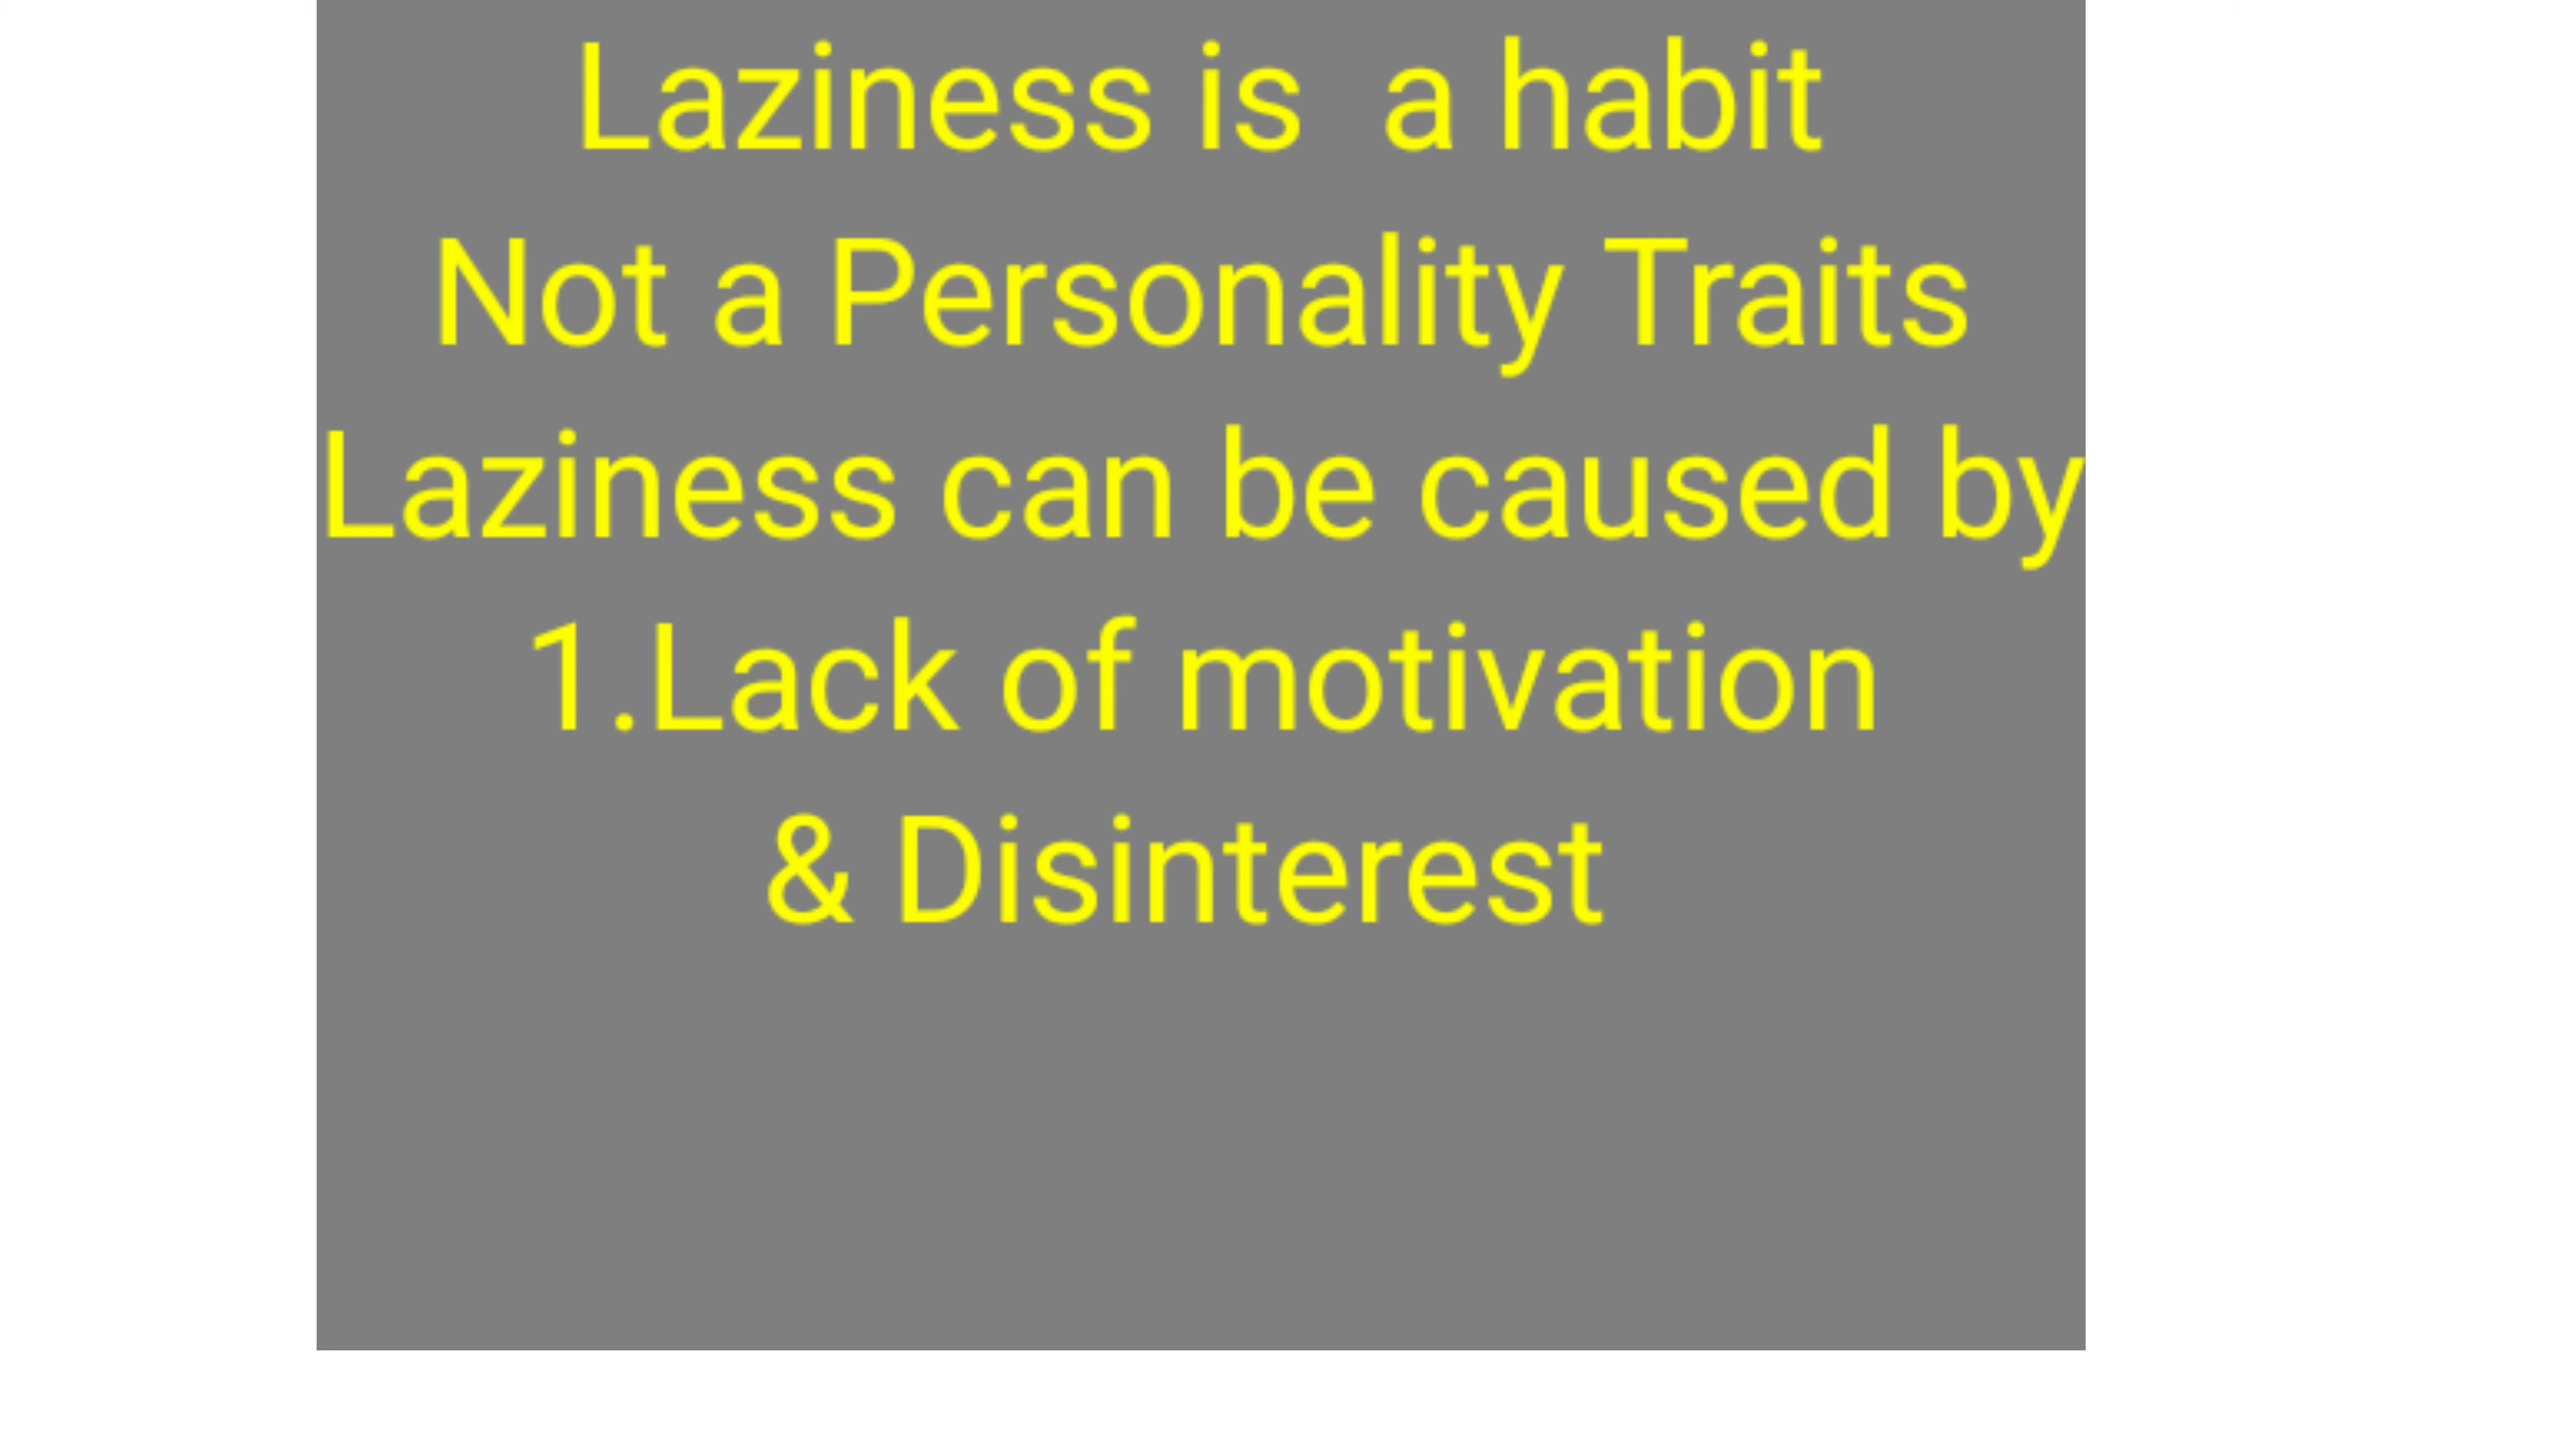 Laziness is  a habit
Not a Personality Traits
Laziness can be caused by
1.Lack of motivation
& Disinterest